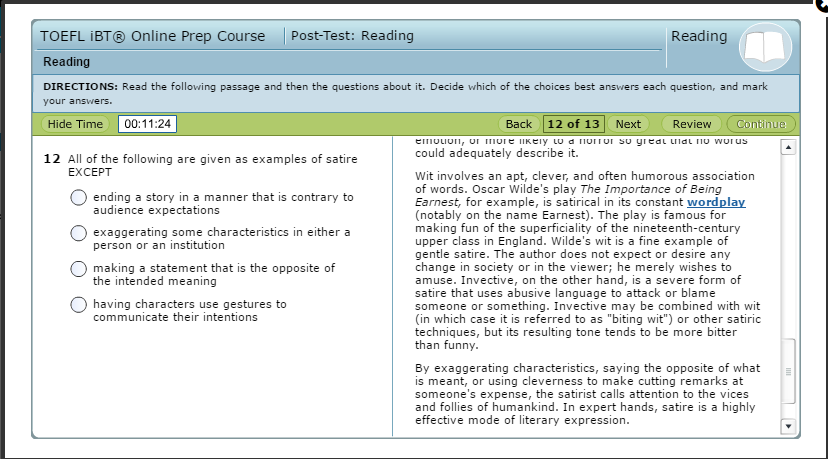 TOEFL iBT® Online Prep Course
Post-Test: Reading
Reading
Reading
DIRECTIONS: Read the following passage and then the questions about it. Decide which of the choices best answers each question, and mark
your answers.
Hide Time
00:11:24
Back
12 of 13
Next
Review
Continue
12 All of the following are given as examples of satire
EXCEPT
ending a story in a manner that is contrary to
audience expectations
exaggerating some characteristics in either a
person or an institution
making a statement that is the opposite of
the intended meaning
having characters use gestures to
communicate their intentions
emotion, or more likely to a horror so great that no words
could adequately describe it.
Wit involves an apt, clever, and often humorous association
of words. Oscar Wilde's play The Importance of Being
Earnest, for example, is satirical in its constant wordplay
(notably on the name Earnest). The play is famous for
making fun of the superficiality of the nineteenth-century
upper class in England. Wilde's wit is a fine example of
gentle satire. The author does not expect or desire any
change in society or in the viewer; he merely wishes to
amuse. Invective, on the other hand, is a severe form of
satire that uses abusive language to attack or blame
someone or something. Invective may be combined with wit
(in which case it is referred to as "biting wit") or other satiric
techniques, but its resulting tone tends to be more bitter
than funny.
By exaggerating characteristics, saying the opposite of what
is meant, or using cleverness to make cutting remarks at
someone's expense, the satirist calls attention to the vices
and follies of humankind. In expert hands, satire is a highly
effective mode of literary expression.